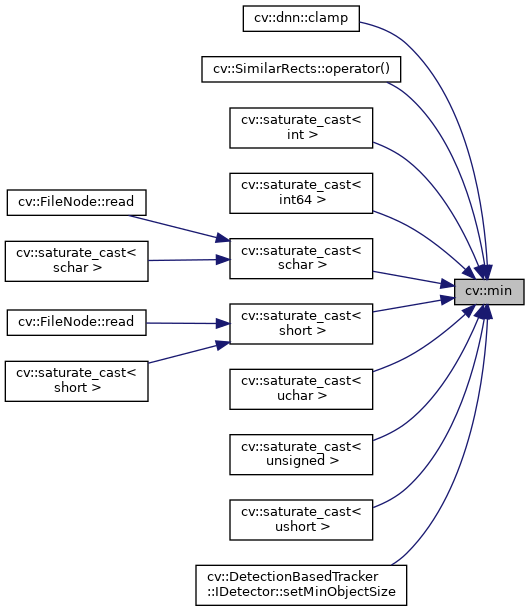 cv::dnn::clamp
cv::SimilarRects::operator()
cv::saturate_cast<
int >
cv::saturate_cast<
int64 >
cv::FileNode::read
cv::saturate_cast<
schar >
cv::saturate_cast<
schar >
cv::min
cv::FileNode::read
cv::saturate_cast<
short >
cv::saturate_cast<
short >
cv::saturate_cast<
uchar >
cv::saturate_cast<
unsigned >
cv::saturate_cast<
ushort >
cv::DetectionBasedTracker
::IDetector::setMinObjectSize